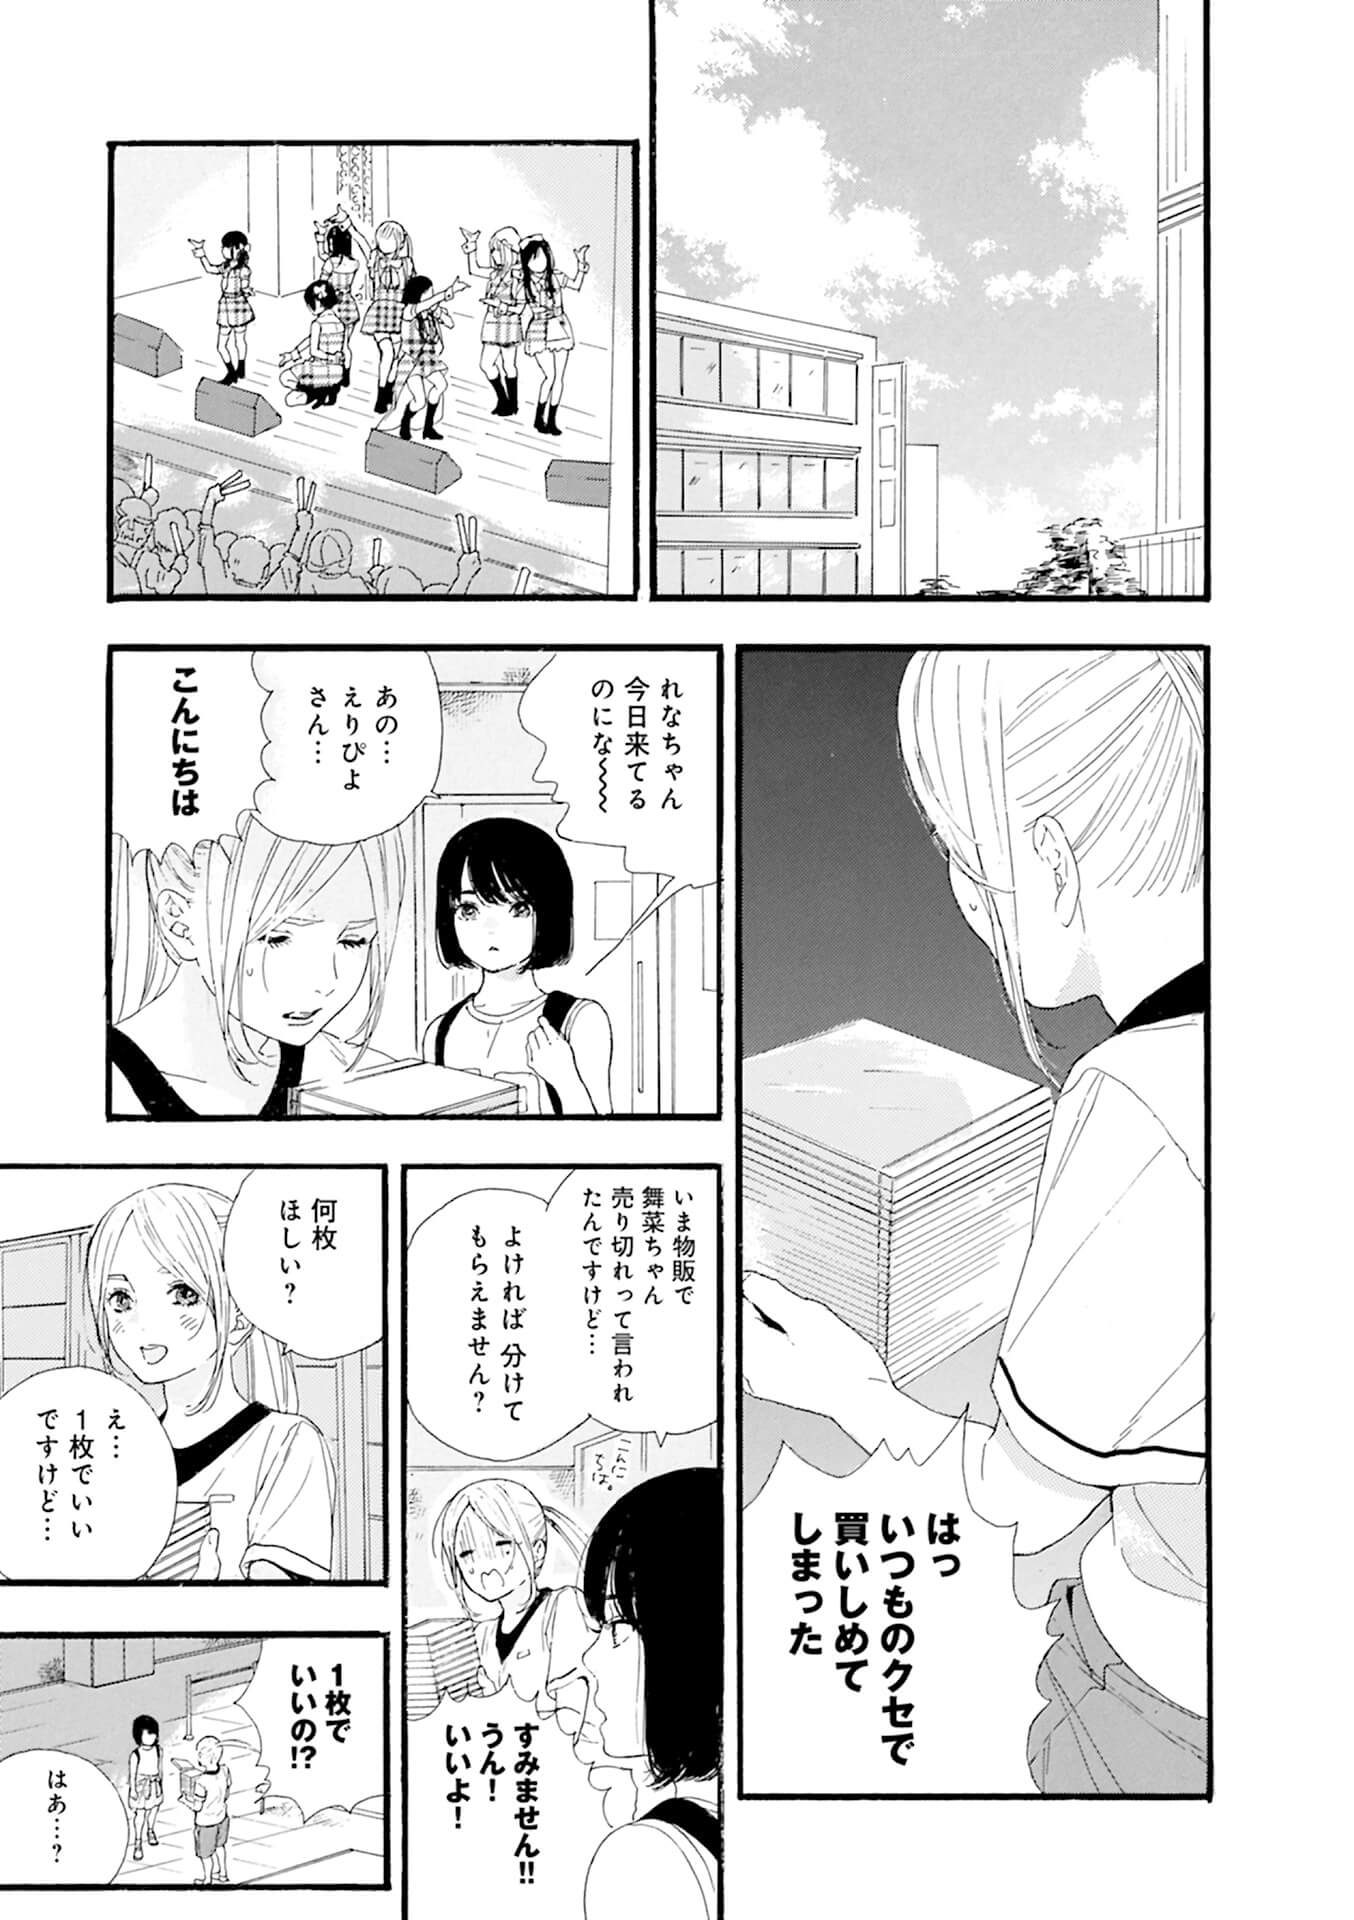 はっ
いつものクセで
買いしめて
しまった
れなちゃん
今日来てる
のにな〜〜
あの…
えりぴよ
さん…
こんにちは
いま物販で
舞菜ちゃん
売り切れって言われ
たんですけど…
よければ 分けて
もらえません?
こんに
ちは。
すみません!!
うん!
いいよ!
何枚
ほしい?
え…
1枚でいい
ですけど…
1枚で
いいの!?
はあ…?